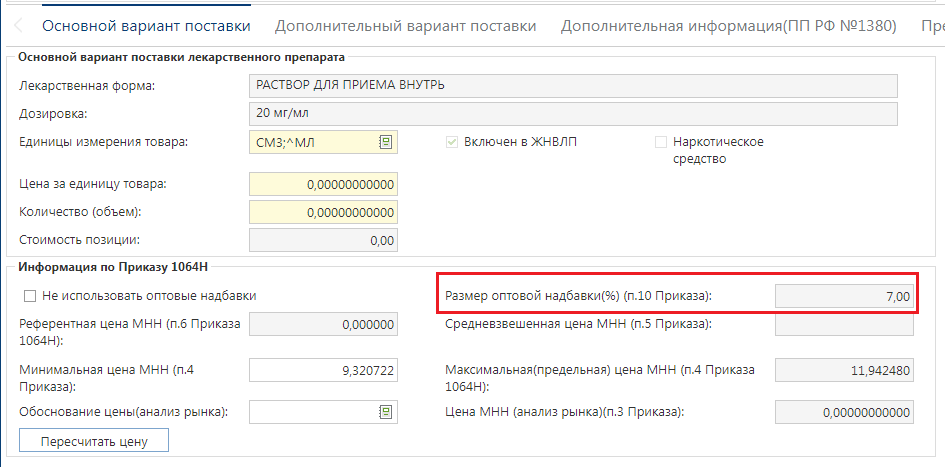 Основной вариант поставки Дополнительный вариант поставки Дополнительная информация(ПП РФ №1380) Пре
Основной вариант поставки лекарственного препарата
Лекарственная форма: РАСТВОР ДЛЯ ПРИЕМА ВНУТРЬ
Дозировка: 20 мг/мл
Единицы измерения товара: СМ3;^МЛ Включен в ЖНВЛП Наркотическое
средство
Цена за единицу товара: 0,00000000000
Количество (объем): 0,00000000000
Стоимость позиции: 0,00
Информация по Приказу 1064Н
Не использовать оптовые надбавки Размер оптовой надбавки(%) (п.10 Приказа): 7,00
Референтная цена МНН (п.6 Приказа 0,000000 Средневзвешенная цена МНН (п.5 Приказа):
1064Н):
Минимальная цена МНН (п.4 9,320722 Максимальная(предельная) цена МНН (п.4 Приказа 11,942480
Приказа): 1064Н):
Обоснование цены(анализ рынка): Цена МНН (анализ рынка)(п.3 Приказа): 0,00000000000
Пересчитать цену